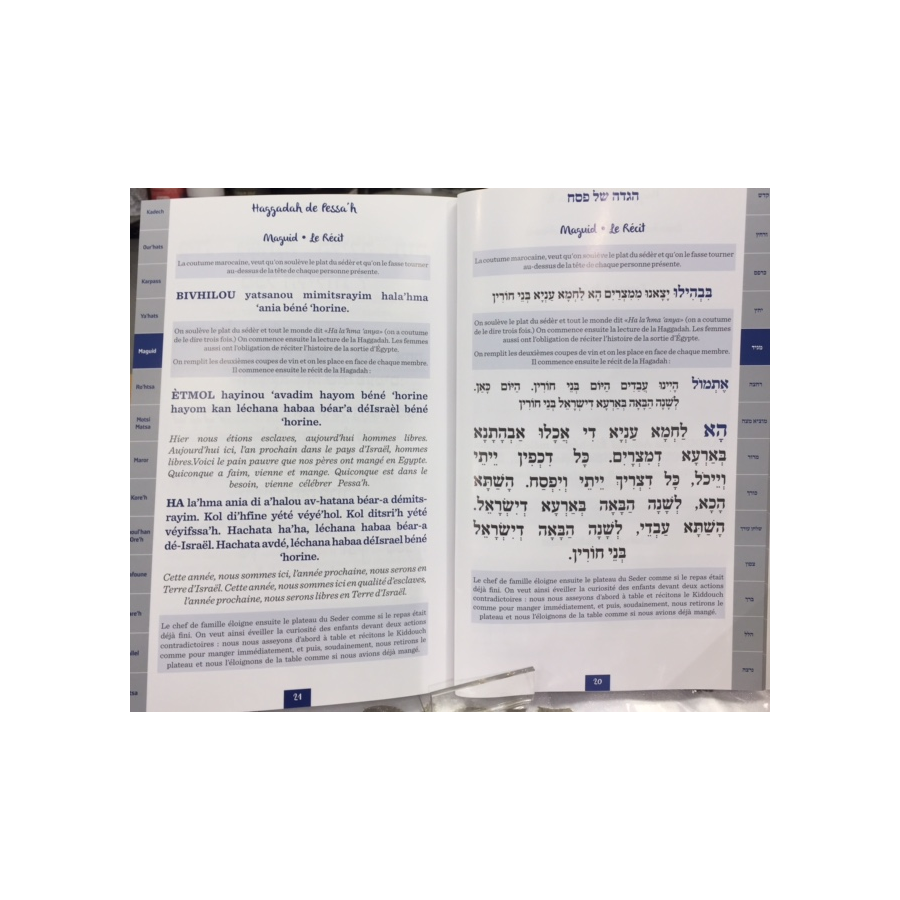 Haggadah de Pessa'h
Maguid • Le Récit
La coutume marocaine, veut qu'on soulève le plat du sédèr et qu'on le fasse tourner
au-dessus de la tête de chaque personne présente.
BIVHILOU yatsanou mimitsrayim hala'hma
'ania béné 'horine.
On soulève le plat du sédèr et tout le monde dit «Ha la'hma 'anya» (on a coutume
de le dire trois fois.) On commence ensuite la lecture de la Haggadah. Les femmes
aussi ont l'obligation de réciter l'histoire de la sortie d'Égypte.
On remplit les deuxièmes coupes de vin et on les place en face de chaque membre.
Il commence ensuite le récit de la Hagadah :
ÈTMOL hayinou 'avadim hayom béné 'horine
hayom kan léchana habaa béar'a déIsraèl béné
'horine.
Hier nous étions esclaves, aujourd'hui hommes libres.
Aujourd'hui ici, l'an prochain dans le pays d'Israël, hommes
libres.Voici le pain pauvre que nos pères ont mangé en Egypte.
Quiconque a faim, vienne et mange. Quiconque est dans le
besoin, vienne célébrer Pessa'h.
HA la'hma ania di a'halou av-hatana béar-a démits-
rayim. Kol di'hfine yété véyé'hol. Kol ditsri'h yété
véyifssa'h. Hachata ha'ha, léchana habaa béar-a
dé-Israël. Hachata avdé, léchana habaa déIsrael béné
'horine.
Cette année, nous sommes ici, l'année prochaine, nous serons en
Terre d'Israël. Cette année, nous sommes ici en qualité d'esclaves,
l'année prochaine, nous serons libres en Terre d'Israël.
Le chef de famille éloigne ensuite le plateau du Seder comme si le repas était
déjà fini. On veut ainsi éveiller la curiosité des enfants devant deux actions
contradictoires : nous nous asseyons d'abord à table et récitons le Kiddouch
comme pour manger immédiatement, et puis, soudainement, nous retirons le
plateau et nous l'éloignons de la table comme si nous avions déjà mangé.
21
Kadech
Our'hats
Karpass
Ya'hats
Maguid
Ro'htsa
Motsi
Massa
Maror
הגדה של פסח
Maguid • Le Récit
La coutume marocaine, veut qu'on soulève le plat du sédèr et qu'on le fasse tourner
au-dessus de la tête de chaque personne présente.
בִּבְהִילוּ יָצָאנוּ מִמִּצְרַיִם הָא לַחְמָא עַנְיָא בְּנֵי חוֹרִין
On soulève le plat du sédèr et tout le monde dit «Ha la'hma 'anya» (on a coutume
de le dire trois fois.) On commence ensuite la lecture de la Haggadah. Les femmes
aussi ont l'obligation de réciter l'histoire de la sortie d'Égypte.
On remplit les deuxièmes coupes de vin et on les place en face de chaque membre.
Il commence ensuite le récit de la Hagadah :
אֶתְמוֹל הָיִינוּ עֲבָדִים הַיּוֹם בְּנֵי חוֹרִין. הַיּוֹם כָּאן.
לְשָׁנָה הַבָּאָה בְּאַרְעָא דְיִשְׂרָאֵל בְּנֵי חוֹרִין
הָא לַחְמָא עַנְיָא דִי אֲכָלוּ אַבְהָתָנָא
בְּאַרְעָא דְמִצְרָיִם. כָּל דִכְפִין יֵיתֵי
וְיֵיכֹל, כָּל דִצְרִיךְ יֵיתֵי וְיִפְסַח. הָשַׁתָּא
הָכָא, לְשָׁנָה הַבָּאָה בְּאַרְעָא דְיִשְׂרָאֵל.
הָשַׁתָּא עַבְדֵי, לְשָׁנָה הַבָּאָה דְיִשְׂרָאֵל
בְּנֵי חוֹרִין.
Le chef de famille éloigne ensuite le plateau du Seder comme si le repas était
déjà fini. On veut ainsi éveiller la curiosité des enfants devant deux actions
contradictoires : nous nous asseyons d'abord à table et récitons le Kiddouch
comme pour manger immédiatement, et puis, soudainement, nous retirons le
plateau et nous l'éloignons de la table comme si nous avions déjà mangé.
20
קדש
ורחץ
כרפס
יחץ
מגיד
רחצה
מוציא מצה
מרור
כורך
שולחן עורך
צפון
ברך
הלל
נרצה